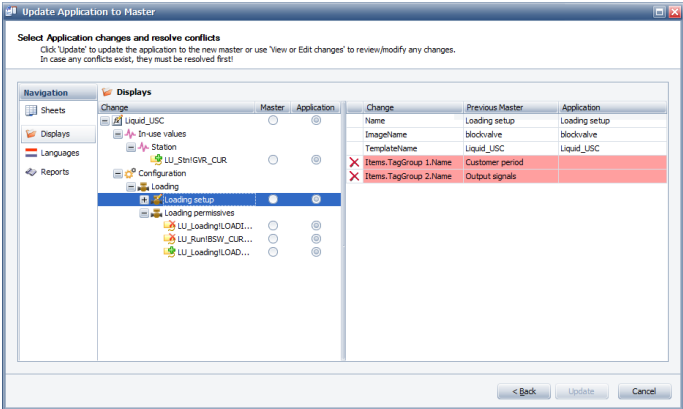 Update Application to Master
Select Application changes and resolve conflicts
Click 'Update' to update the application to the new master or use 'View or Edit changes' to review/modify any changes.
In case any conflicts exist, they must be resolved first!
Navigation
Sheets
Displays
Languages
Reports
Displays
Change Master Application
Liquid_USC
In-use values
Station
LU_Stn!GVR_CUR
Configuration
Loading
Loading setup
Loading permissives
LU_Loading!LOADI...
LU_Run!BSW_CUR...
LU_Loading!LOAD...
Change Previous Master Application
Name Loading setup Loading setup
ImageName blockvalve blockvalve
TemplateName Liquid_USC Liquid_USC
Items.TagGroup 1.Name Customer period
Items.TagGroup 2.Name Output signals
< Back Update Cancel